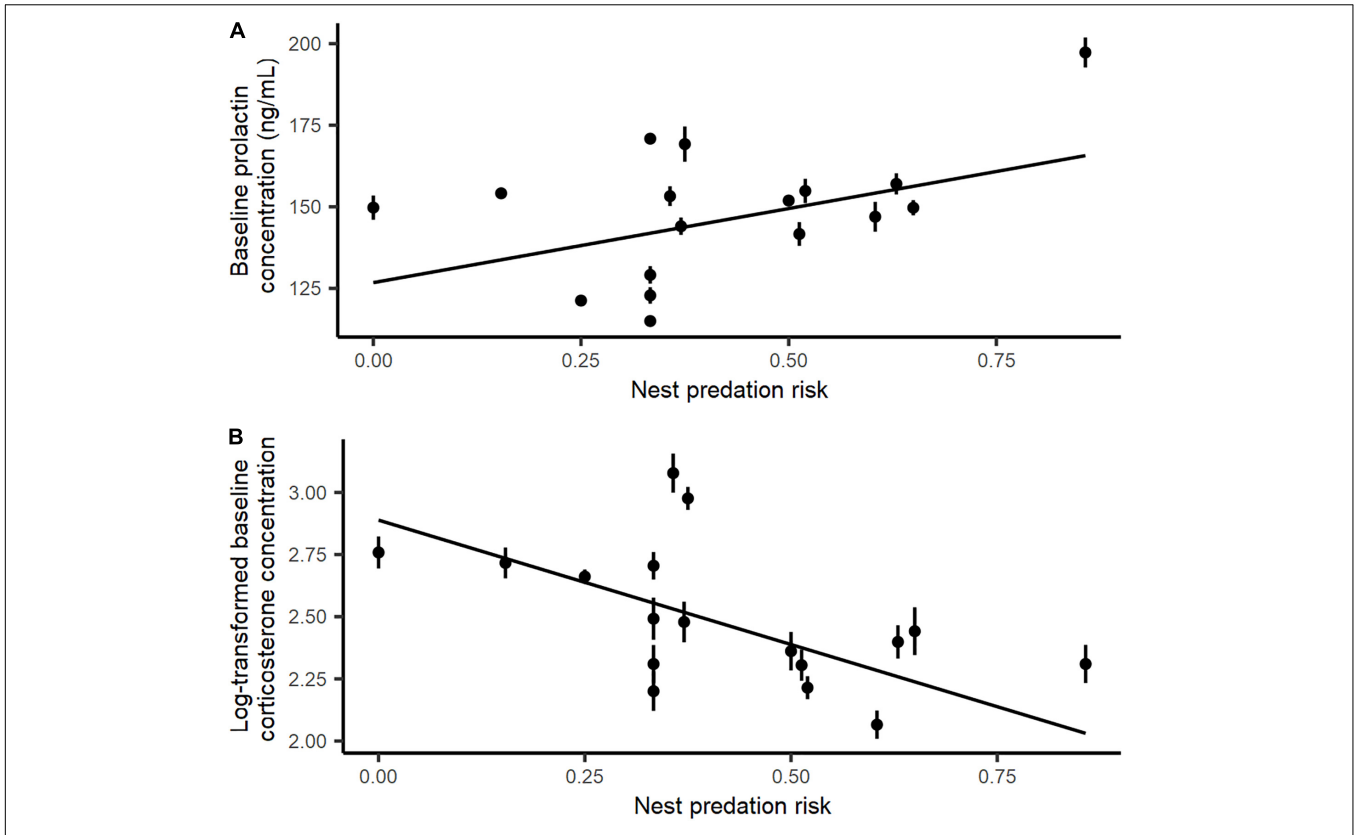 A
Baseline prolactin
concentration (ng/mL)
200
175
150
125
0.00 0.25 0.50 0.75
Nest predation risk
B
Log-transformed baseline
corticosterone concentration
3.00
2.75
2.50
2.25
2.00
0.00 0.25 0.50 0.75
Nest predation risk